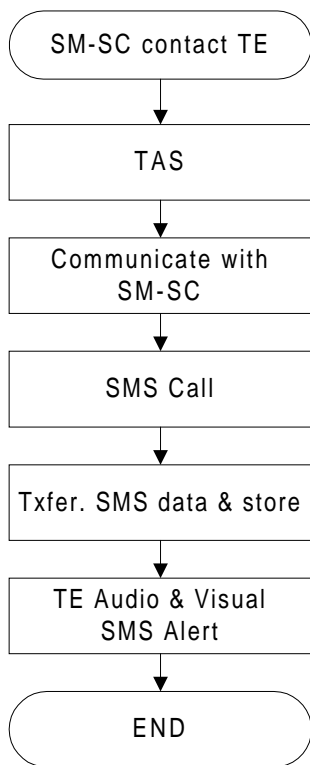 SM-SC contact TE
TAS
Communicate with
SM-SC
SMS Call
Txfer. SMS data & store
TE Audio & Visual
SMS Alert
END